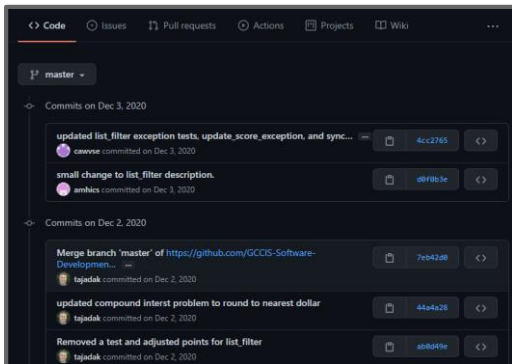 <> Code Issues Pull requests Actions Projects Wiki ...
master
Commits on Dec 3, 2020
updated list_filter exception tests, update_score_exception, and sync... ...
cawvse committed on Dec 3, 2020
4cc2765
<>
small change to list_filter description.
amhics committed on Dec 3, 2020
d0f0b3e
<>
Commits on Dec 2, 2020
Merge branch 'master' of https://github.com/GCCIS-Software-
Developmen... ...
tajadak committed on Dec 2, 2020
7eb42d0
<>
updated compound interst problem to round to nearest dollar
tajadak committed on Dec 2, 2020
44a4a28
<>
Removed a test and adjusted points for list_filter
tajadak committed on Dec 2, 2020
ab0d49e
<>